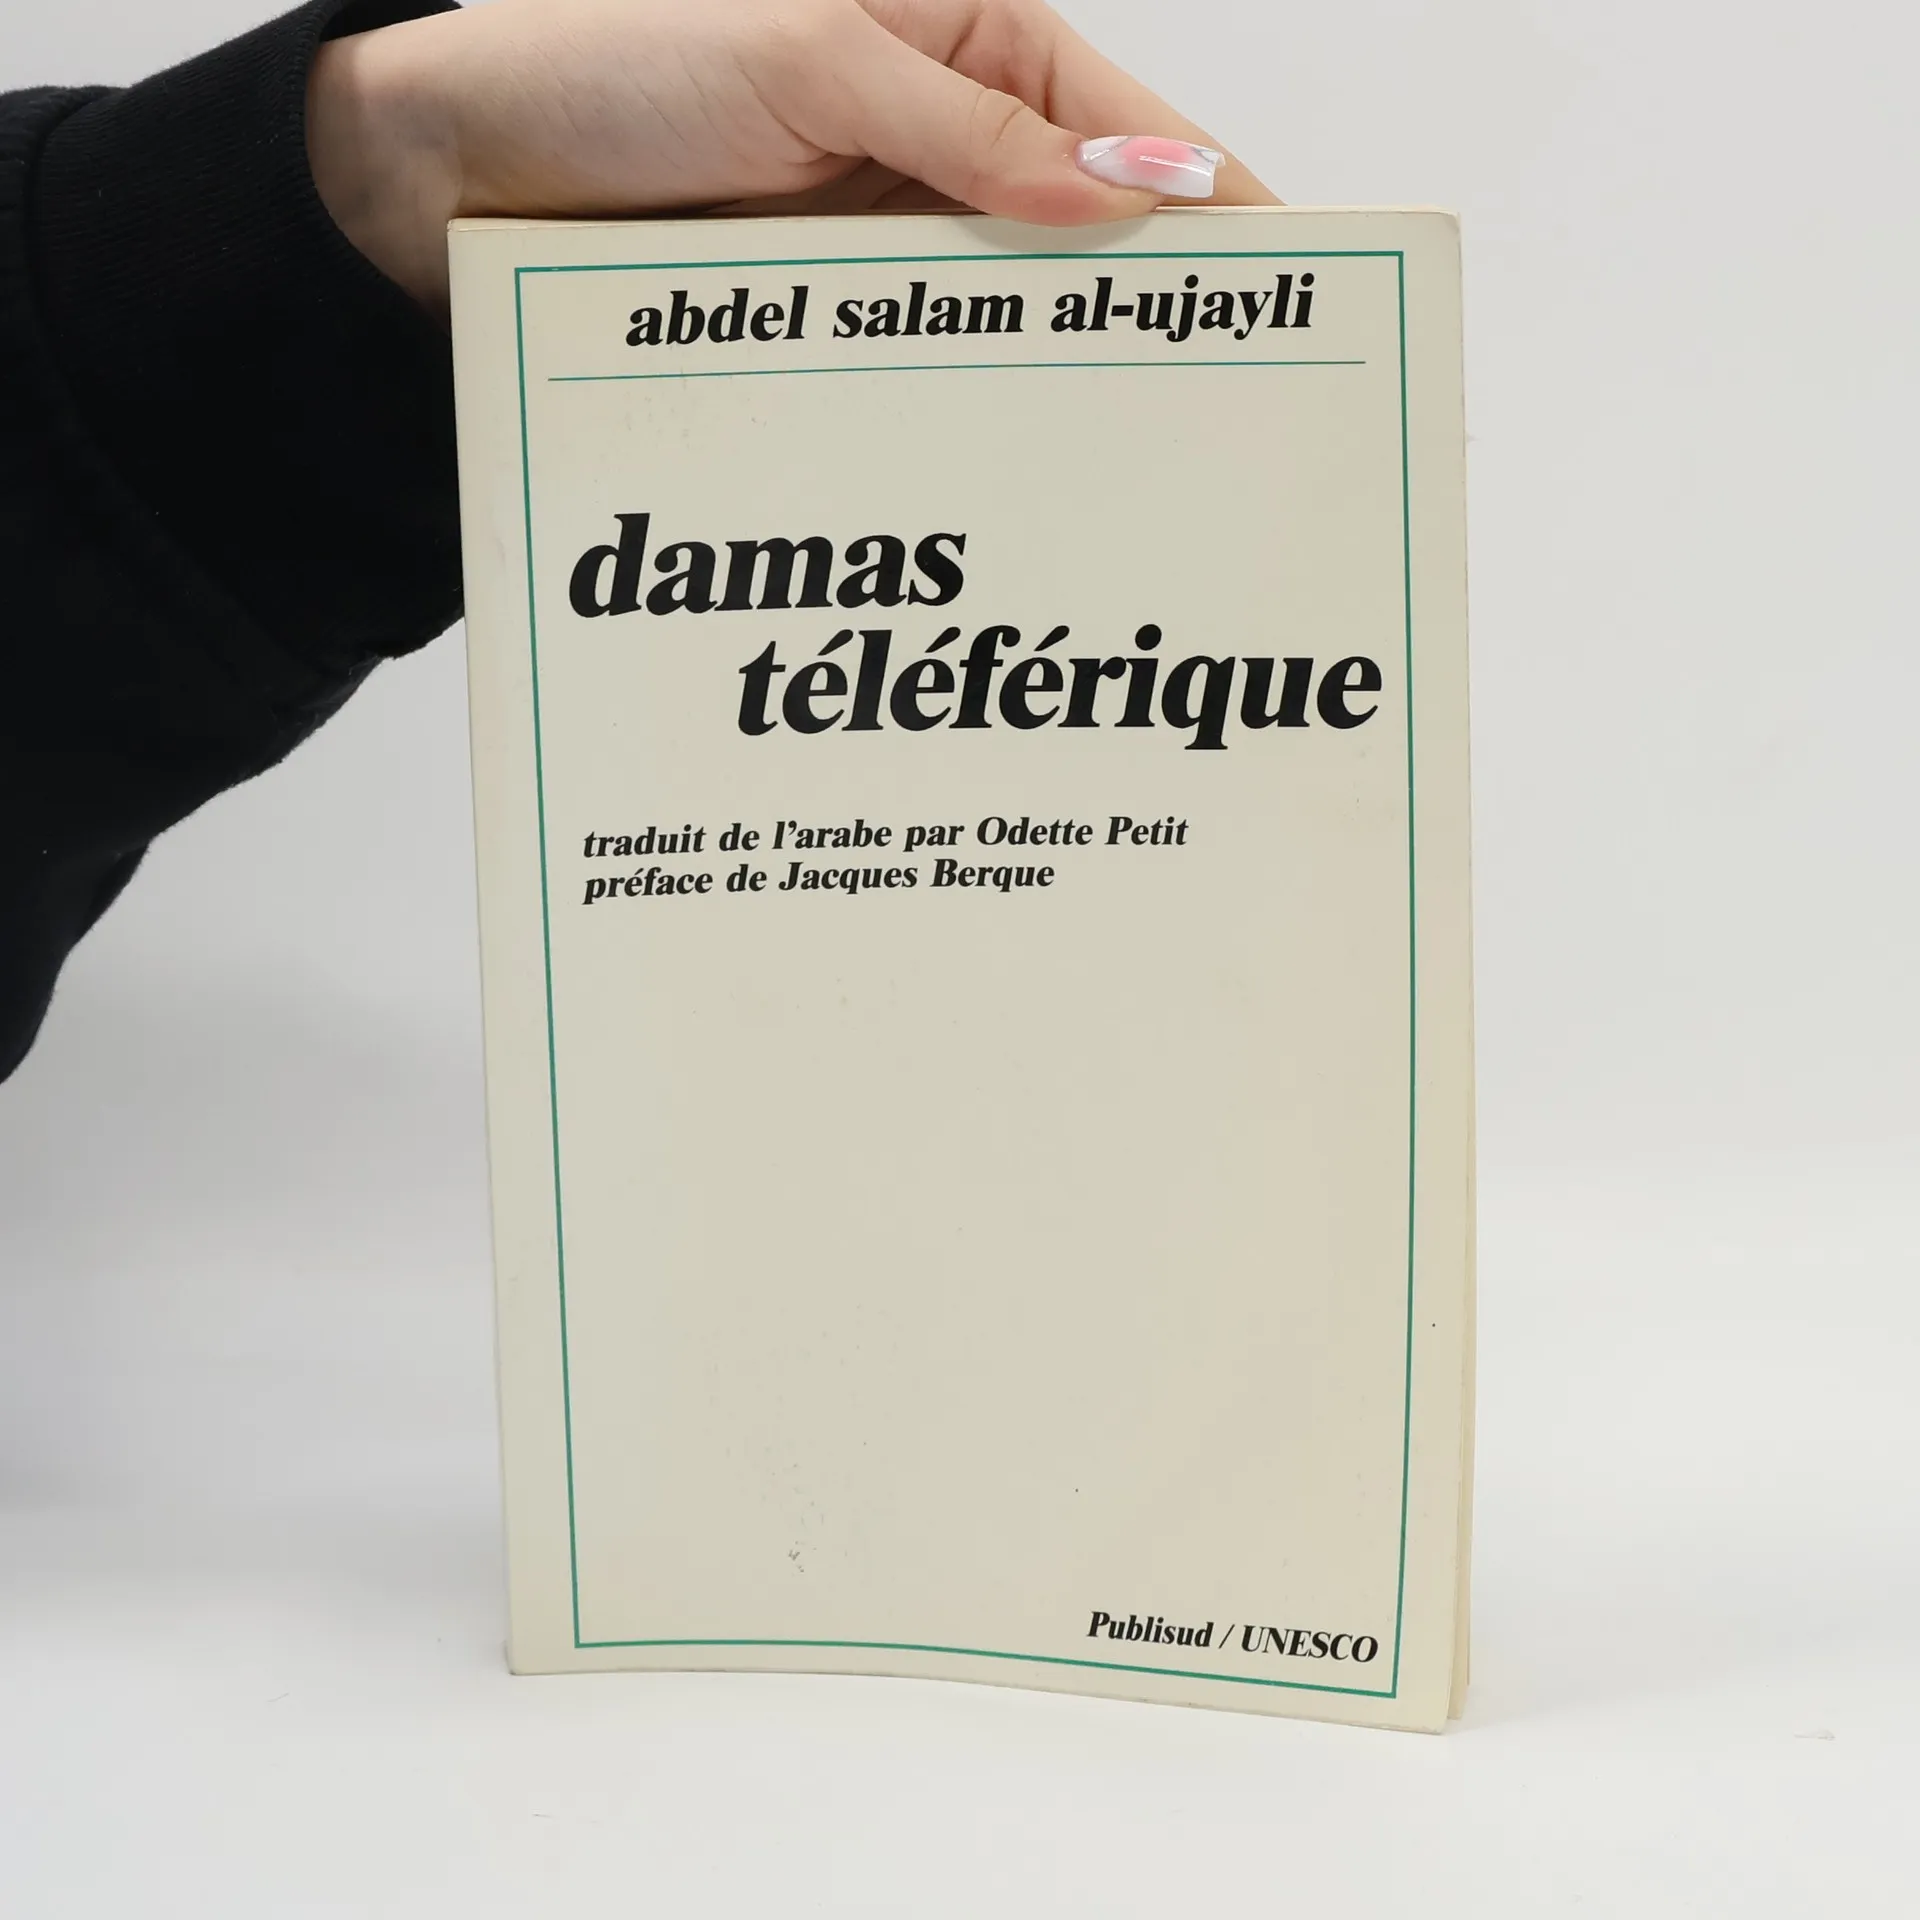 abdel salam al-ujayli
damas
téléférique
traduit de l'arabe par Odette Petit
préface de Jacques Berque
Publisud / UNESCO